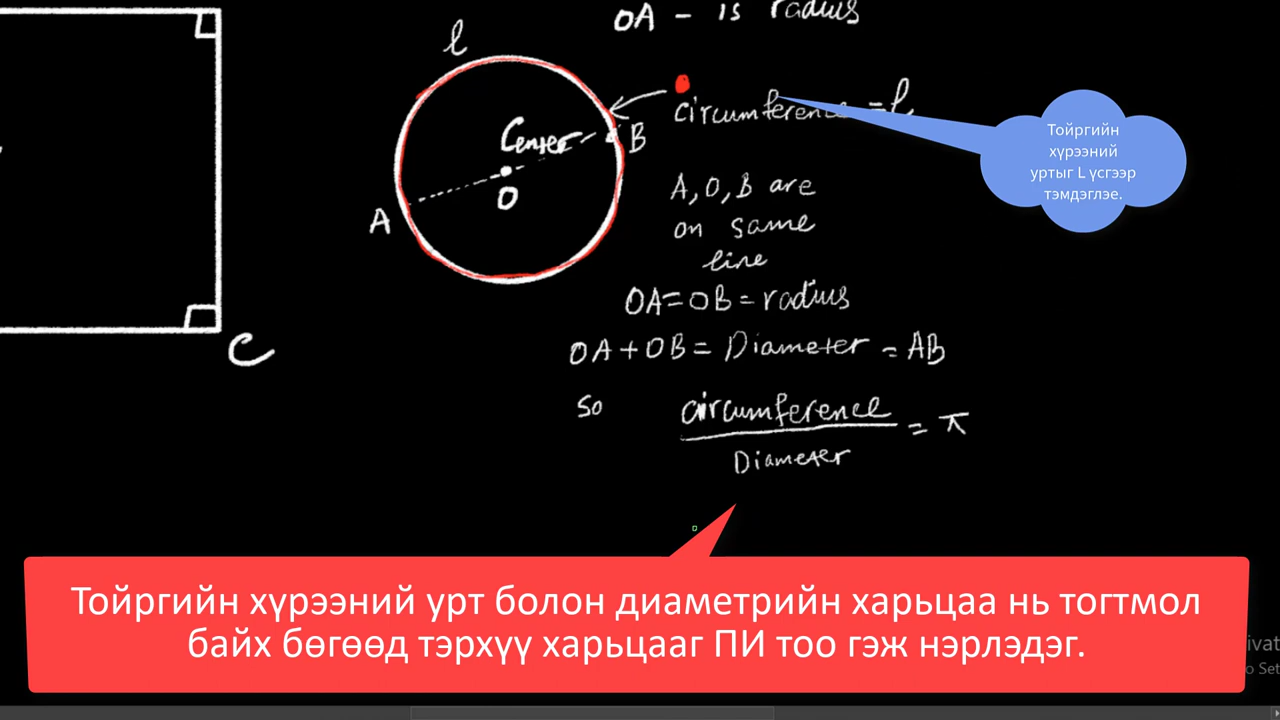 OA - is radius
l
circumference = l
Center
B
O
A
A, O, B are
on same
line
OA = OB = radius
OA + OB = Diameter = AB
C
so circumference
Diameter
= π
Тойргийн
хүрээний
уртыг L үсгээр
тэмдэглэе.
Тойргийн хүрээний урт болон диаметрийн харьцаа нь тогтмол
байх бөгөөд тэрхүү харьцааг ПИ тоо гэж нэрлэдэг.